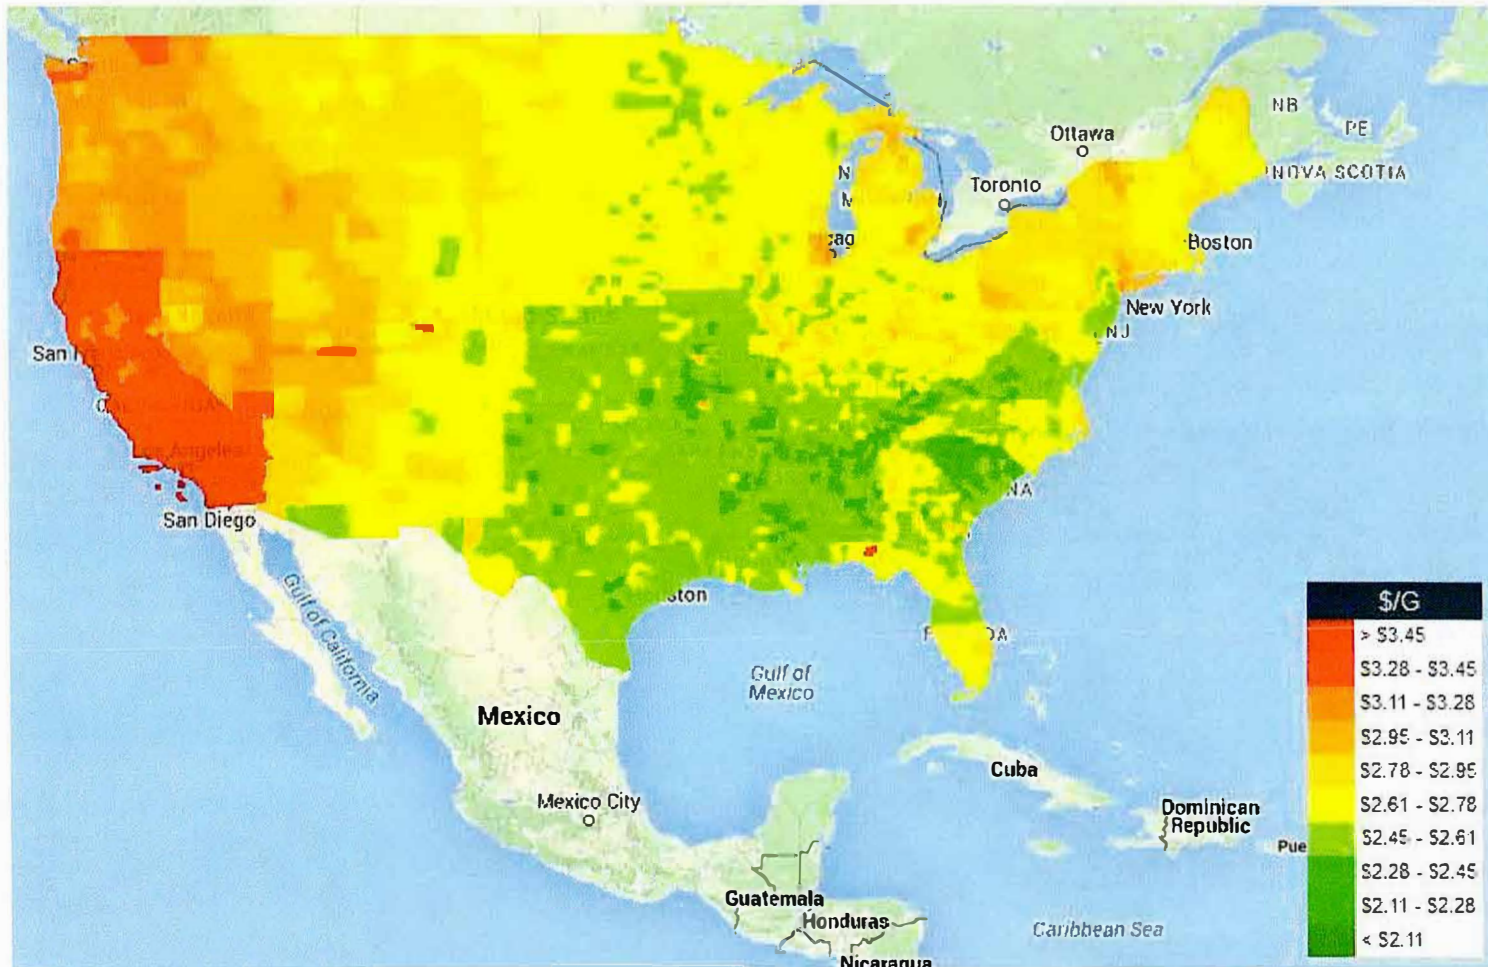 NB
PE
Ottawa
NOVA SCOTIA
Toronto
Boston
New York
NJ
San
San Diego
Gulf of California
ston
NA
Gulf of
Mexico
Mexico
Mexico City
Cuba
Dominican
Republic
Pue
Guatemala
Honduras
Nicaragua
Caribbean Sea
$/G
> $3.45
$3.28 - $3.45
$3.11 - $3.28
$2.95 - $3.11
$2.78 - $2.95
$2.61 - $2.78
$2.45 - $2.61
$2.28 - $2.45
$2.11 - $2.28
< $2.11